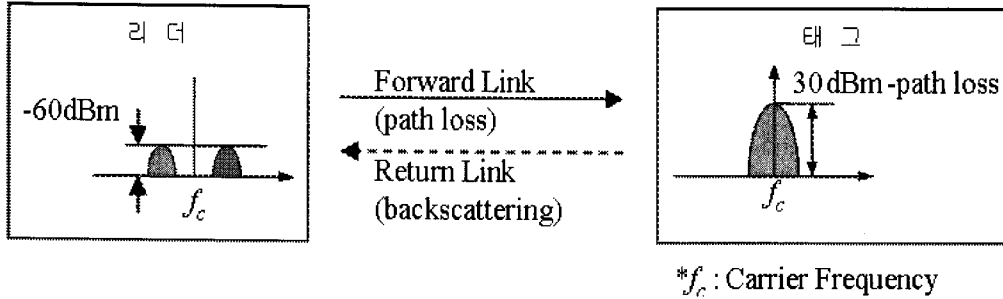 리 더
-60dBm
f_c
Forward Link
(path loss)
Return Link
(backscattering)
태 그
30 dBm -path loss
f_c
*f_c : Carrier Frequency